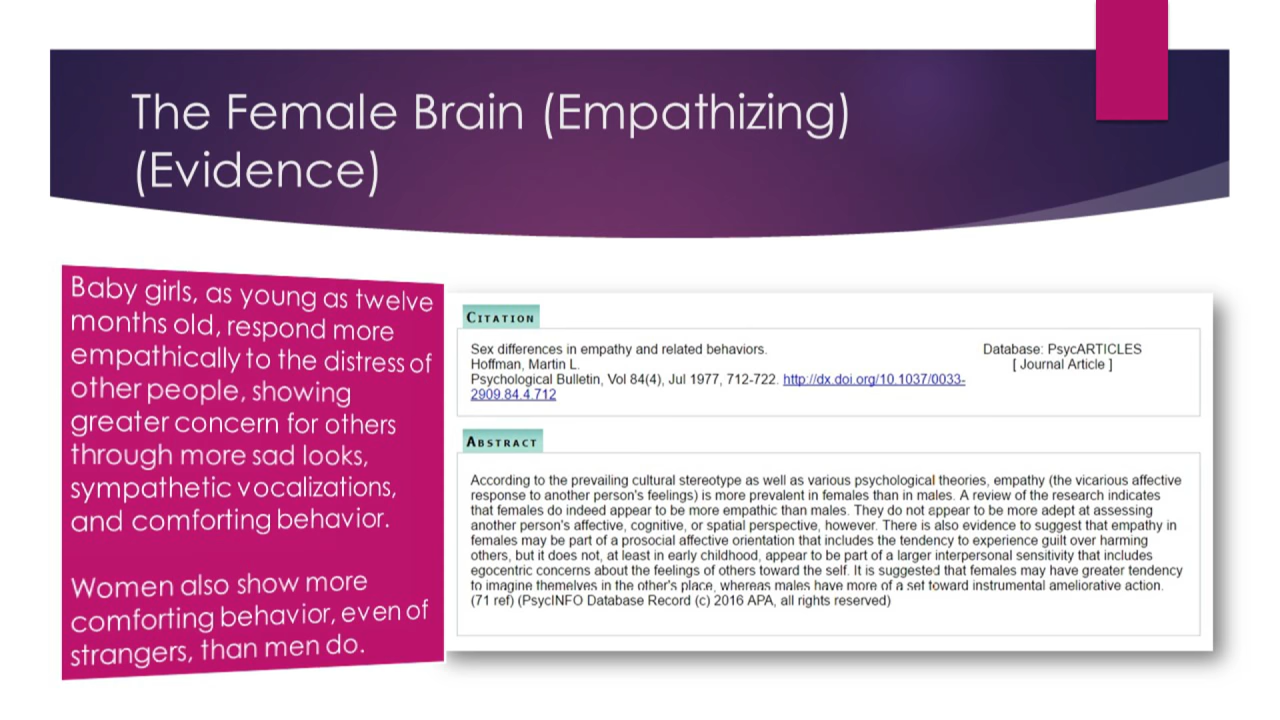 The Female Brain (Empathizing)
(Evidence)
Baby girls, as young as twelve
months old, respond more
empathically to the distress of
other people, showing
greater concern for others
through more sad looks,
sympathetic vocalizations,
and comforting behavior.
Women also show more
comforting behavior, even of
strangers, than men do.
CITATION
Sex differences in empathy and related behaviors.
Hoffman, Martin L.
Psychological Bulletin, Vol 84(4), Jul 1977, 712-722. http://dx.doi.org/10.1037/0033-
2909.84.4.712
Database: PsycARTICLES
[ Journal Article ]
ABSTRACT
According to the prevailing cultural stereotype as well as various psychological theories, empathy (the vicarious affective
response to another person's feelings) is more prevalent in females than in males. A review of the research indicates
that females do indeed appear to be more empathic than males. They do not appear to be more adept at assessing
another person's affective, cognitive, or spatial perspective, however. There is also evidence to suggest that empathy in
females may be part of a prosocial affective orientation that includes the tendency to experience guilt over harming
others, but it does not, at least in early childhood, appear to be part of a larger interpersonal sensitivity that includes
egocentric concerns about the feelings of others toward the self. It is suggested that females may have greater tendency
to imagine themselves in the other's place, whereas males have more of a set toward instrumental ameliorative action.
(71 ref) (PsycINFO Database Record (c) 2016 APA, all rights reserved)